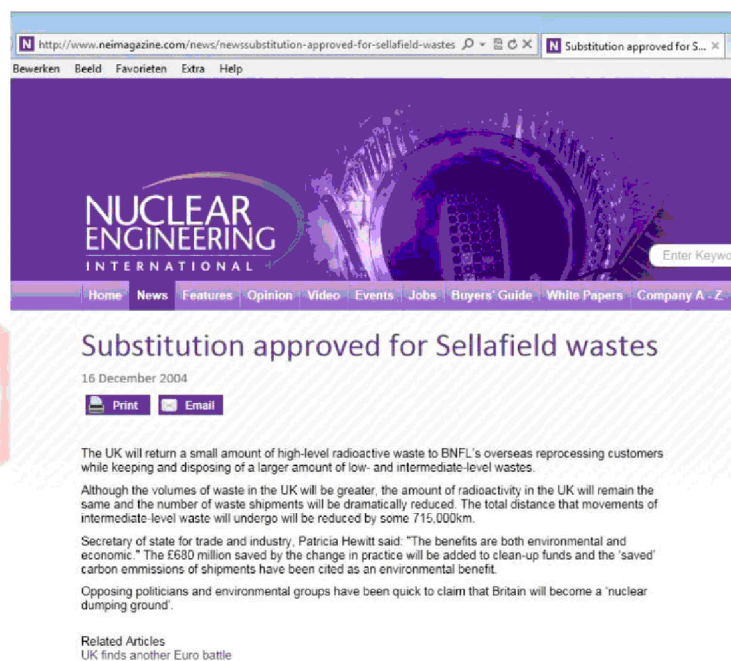 N http://www.neimagazine.com/news/newssubstitution-approved-for-sellafield-wastes
N Substitution approved for S...
Bewerken Beeld Favorieten Extra Help
NUCLEAR
ENGINEERING
INTERNATIONAL
Enter Keywo
Home News Features Opinion Video Events Jobs Buyers' Guide White Papers Company A - Z
Substitution approved for Sellafield wastes
16 December 2004
Print Email
The UK will return a small amount of high-level radioactive waste to BNFL's overseas reprocessing customers
while keeping and disposing of a larger amount of low- and intermediate-level wastes.
Although the volumes of waste in the UK will be greater, the amount of radioactivity in the UK will remain the
same and the number of waste shipments will be dramatically reduced. The total distance that movements of
intermediate-level waste will undergo will be reduced by some 715,000km.
Secretary of state for trade and industry, Patricia Hewitt said: "The benefits are both environmental and
economic." The £680 million saved by the change in practice will be added to clean-up funds and the 'saved'
carbon emmissions of shipments have been cited as an environmental benefit.
Opposing politicians and environmental groups have been quick to claim that Britain will become a 'nuclear
dumping ground'.
Related Articles
UK finds another Euro battle